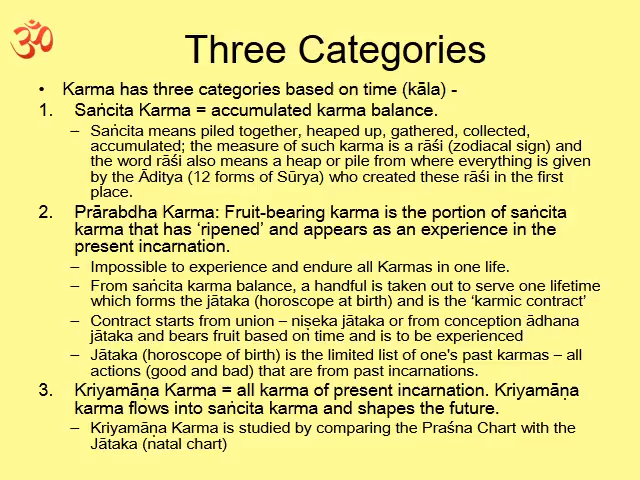 ॐ
Three Categories
• Karma has three categories based on time (kāla) -
1. Saṅcita Karma = accumulated karma balance.
– Saṅcita means piled together, heaped up, gathered, collected,
accumulated; the measure of such karma is a rāśi (zodiacal sign) and
the word rāśi also means a heap or pile from where everything is given
by the Āditya (12 forms of Sūrya) who created these rāśi in the first
place.
2. Prārabdha Karma: Fruit-bearing karma is the portion of saṅcita
karma that has ‘ripened’ and appears as an experience in the
present incarnation.
– Impossible to experience and endure all Karmas in one life.
– From saṅcita karma balance, a handful is taken out to serve one lifetime
which forms the jātaka (horoscope at birth) and is the ‘karmic contract’
– Contract starts from union – niṣeka jātaka or from conception ādhana
jātaka and bears fruit based on time and is to be experienced
– Jātaka (horoscope of birth) is the limited list of one's past karmas – all
actions (good and bad) that are from past incarnations.
3. Kriyamāṇa Karma = all karma of present incarnation. Kriyamāṇa
karma flows into saṅcita karma and shapes the future.
– Kriyamāṇa Karma is studied by comparing the Praśna Chart with the
Jātaka (natal chart)